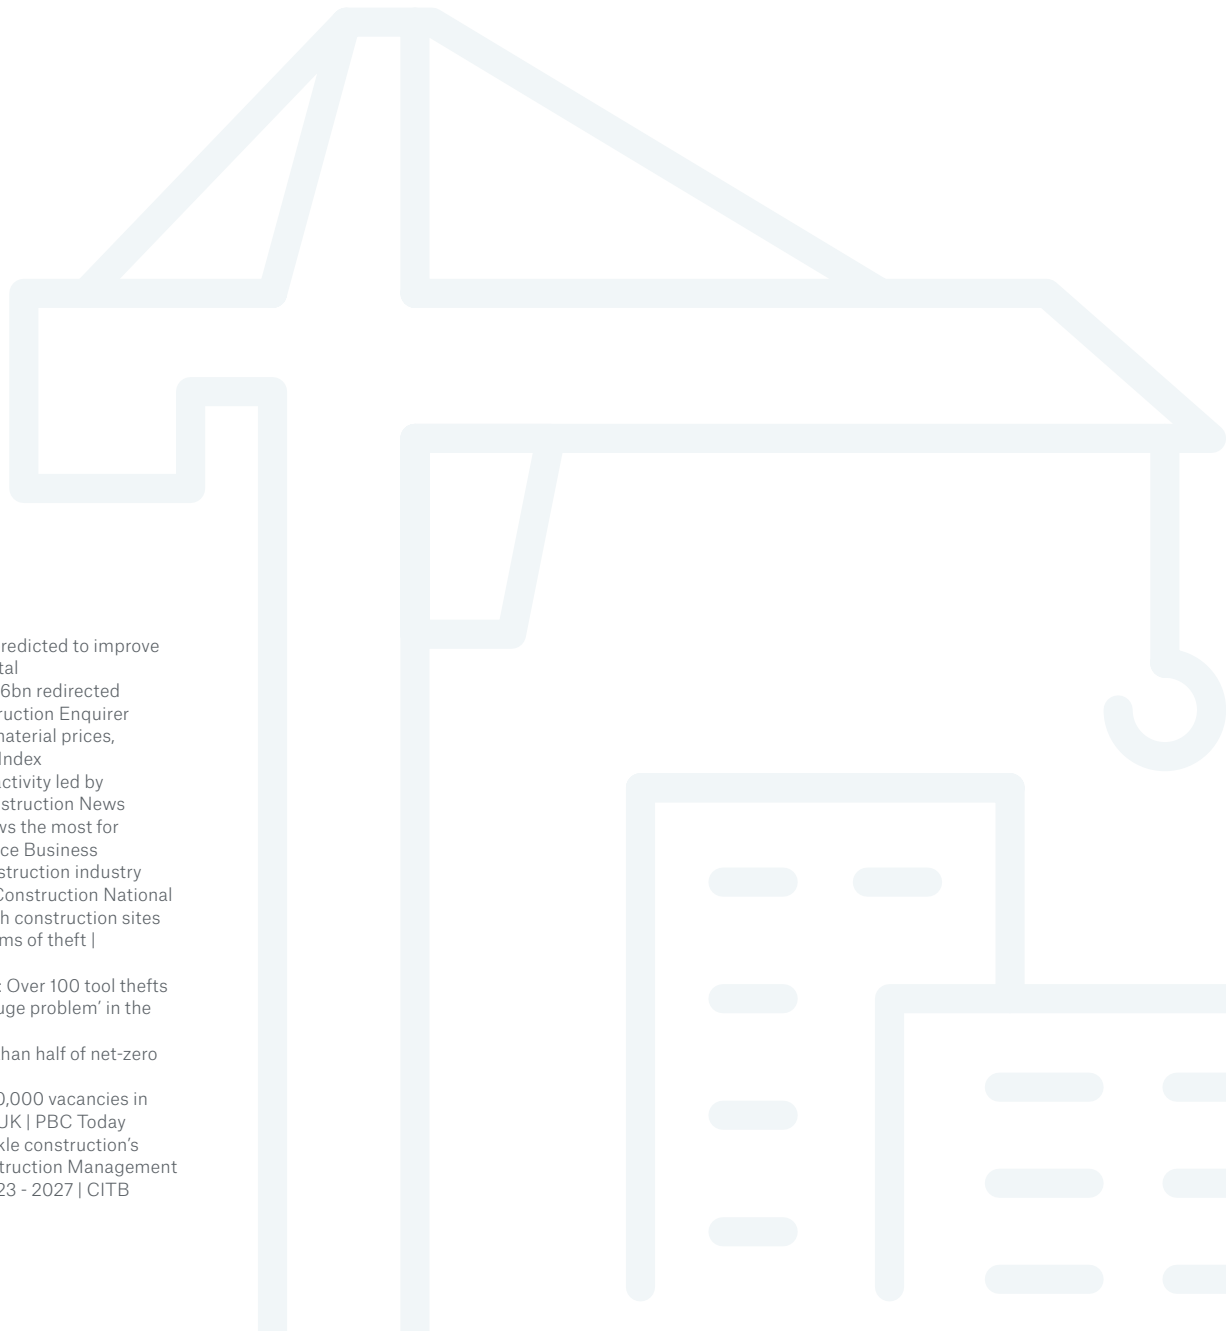 redicted to improve
tal
6bn redirected
ruction Enquirer
naterial prices,
Index
activity led by
struction News
ws the most for
ce Business
struction industry
Construction National
h construction sites
ms of theft |
: Over 100 tool thefts
uge problem’ in the
han half of net-zero
0,000 vacancies in
UK | PBC Today
kle construction’s
truction Management
23 - 2027 | CITB